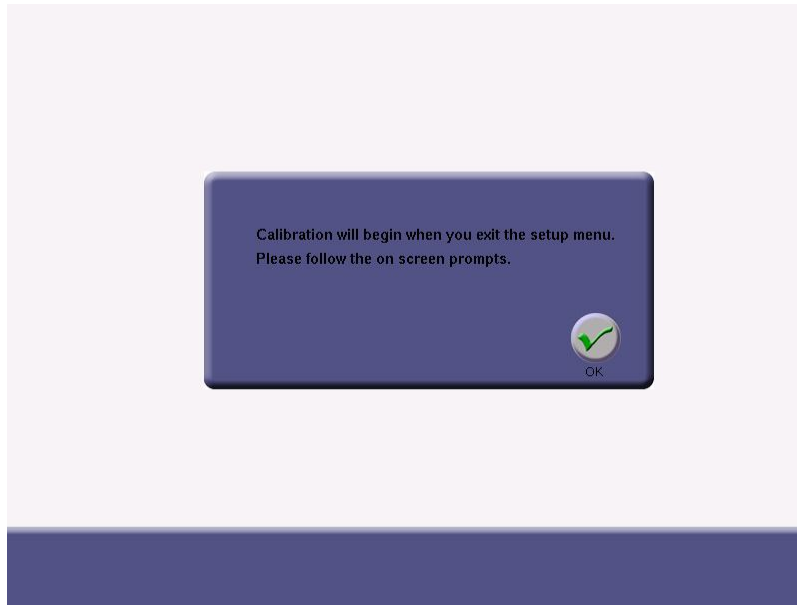 Calibration will begin when you exit the setup menu.
Please follow the on screen prompts.
OK